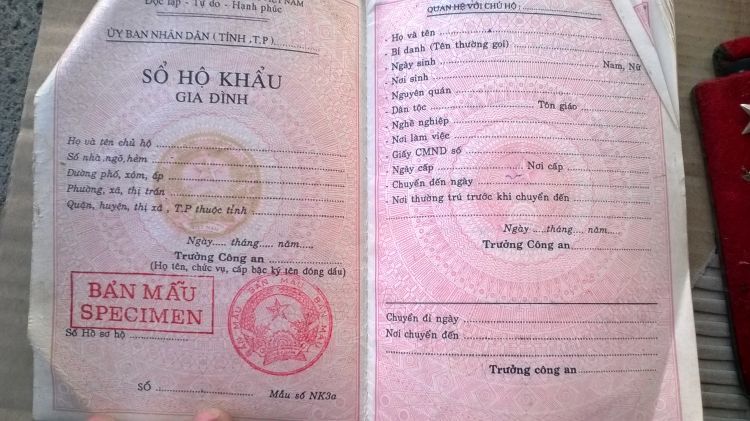 NAM
Độc lập - Tự do - Hạnh phúc
ỦY BAN NHÂN DÂN (TỈNH ,T.P)
SỔ HỘ KHẨU
GIA ĐÌNH
Họ và tên chủ hộ
Số nhà ,ngõ,hẻm
Đường phố, xóm, ấp
Phường, xã, thị trấn
Quận, huyện, thị xã , T.P thuộc tỉnh
Ngày..... tháng..... năm.....
Trưởng Công an
(Họ tên, chức vụ, cấp bậc ký tên đóng dấu)
BẢN MẪU
SPECIMEN
BẢN MẪU BẢN MẪU
Số Hồ sơ hộ
SỐ
Mẫu số NK3a
QUAN HỆ VỚI CHỦ HỘ :
. Họ và tên
. Bí danh (Tên thường gọi)
. Ngày sinh Nam, Nữ
. Nơi sinh
. Nguyên quán
. Dân tộc Tôn giáo
. Nghề nghiệp
. Nơi làm việc
. Giấy CMND số
Ngày cấp Nơi cấp
. Chuyển đến ngày
. Nơi thường trú trước khi chuyển đến
Ngày ....tháng.... năm
Trưởng Công an
Chuyển đi ngày
Nơi chuyển đến
Trưởng công an